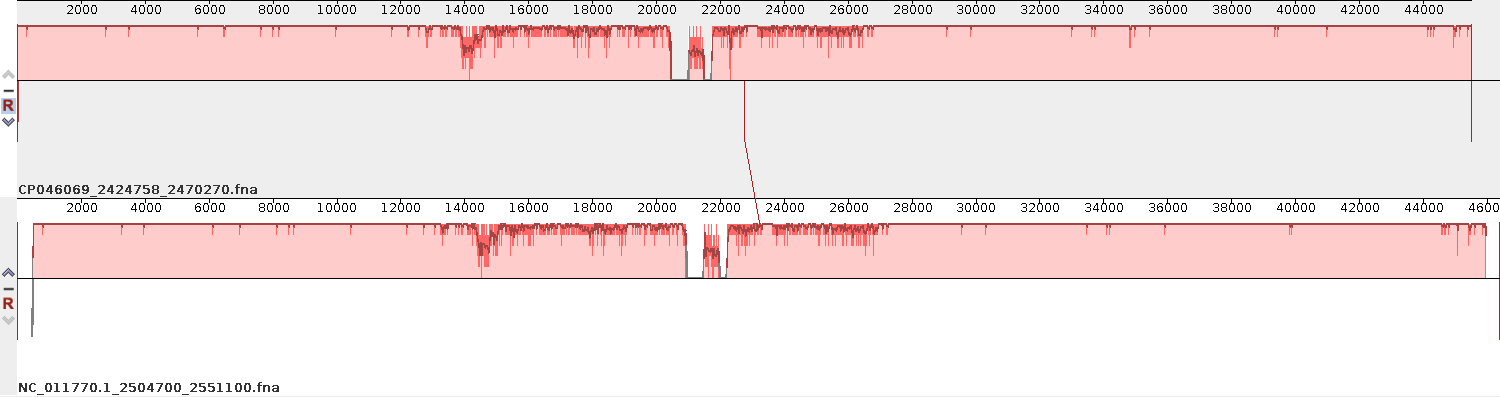 2000 4000 6000 8000 10000 12000 14000 16000 18000 20000 22000 24000 26000 28000 30000 32000 34000 36000 38000 40000 42000 44000
R
CP046069_2424758_2470270.fna
2000 4000 6000 8000 10000 12000 14000 16000 18000 20000 22000 24000 26000 28000 30000 32000 34000 36000 38000 40000 42000 44000 46000
R
NC_011770.1_2504700_2551100.fna